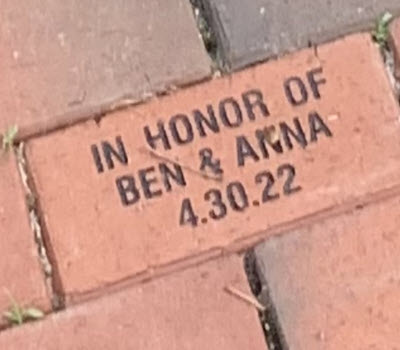 IN HONOR OF
BEN & ANNA
4.30.22